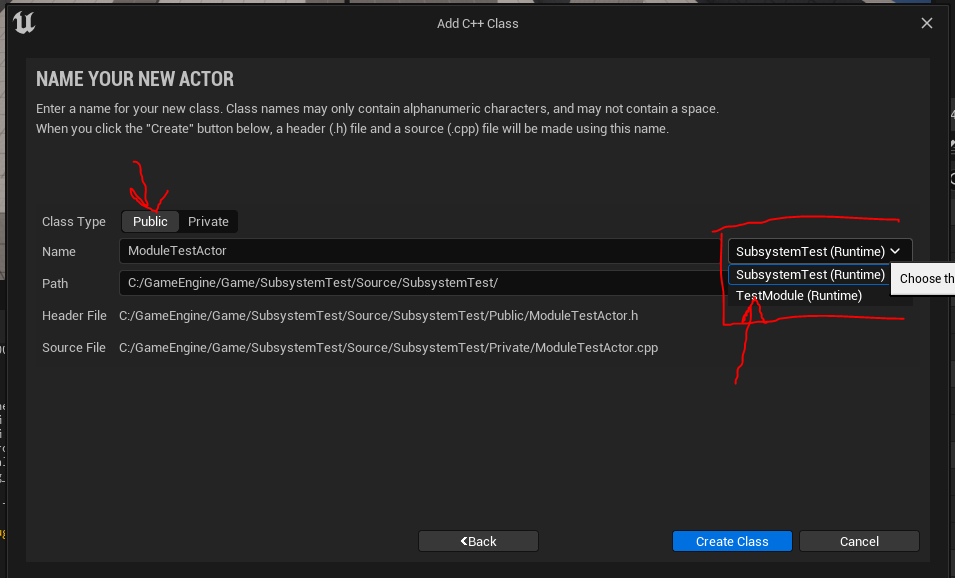 Add C++ Class
NAME YOUR NEW ACTOR
Enter a name for your new class. Class names may only contain alphanumeric characters, and may not contain a space.
When you click the "Create" button below, a header (.h) file and a source (.cpp) file will be made using this name.
Class Type Public Private
Name ModuleTestActor SubsystemTest (Runtime)
SubsystemTest (Runtime) Choose th
Path C:/GameEngine/Game/SubsystemTest/Source/SubsystemTest/
TestModule (Runtime)
Header File C:/GameEngine/Game/SubsystemTest/Source/SubsystemTest/Public/ModuleTestActor.h
Source File C:/GameEngine/Game/SubsystemTest/Source/SubsystemTest/Private/ModuleTestActor.cpp
Back Create Class Cancel